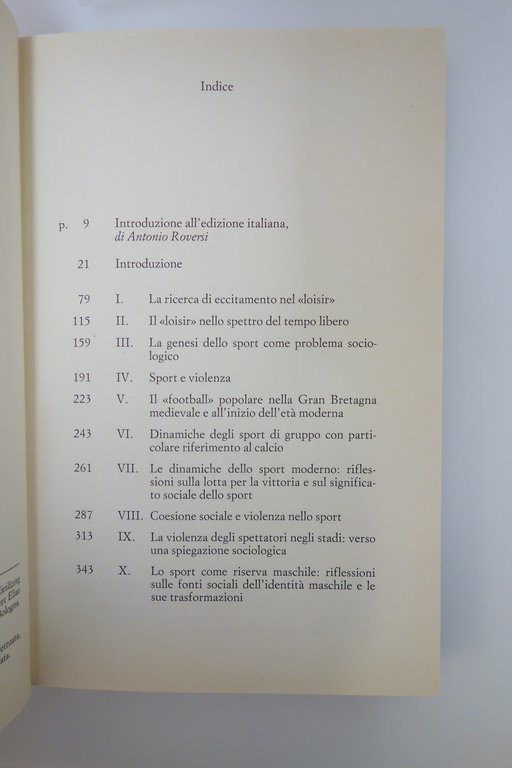 Indice
p. 9 Introduzione all'edizione italiana,
di Antonio Roversi
21 Introduzione
79 I. La ricerca di eccitamento nel «loisir»
115 II. Il «loisir» nello spettro del tempo libero
159 III. La genesi dello sport come problema socio-
logico
191 IV. Sport e violenza
223 V. Il «football» popolare nella Gran Bretagna
medievale e all'inizio dell'età moderna
243 VI. Dinamiche degli sport di gruppo con parti-
colare riferimento al calcio
261 VII. Le dinamiche dello sport moderno: rifles-
sioni sulla lotta per la vittoria e sul significa-
to sociale dello sport
287 VIII. Coesione sociale e violenza nello sport
313 IX. La violenza degli spettatori negli stadi: verso
una spiegazione sociologica
343 X. Lo sport come riserva maschile: riflessioni
sulle fonti sociali dell'identità maschile e le
sue trasformazioni
Elias
Bologna.